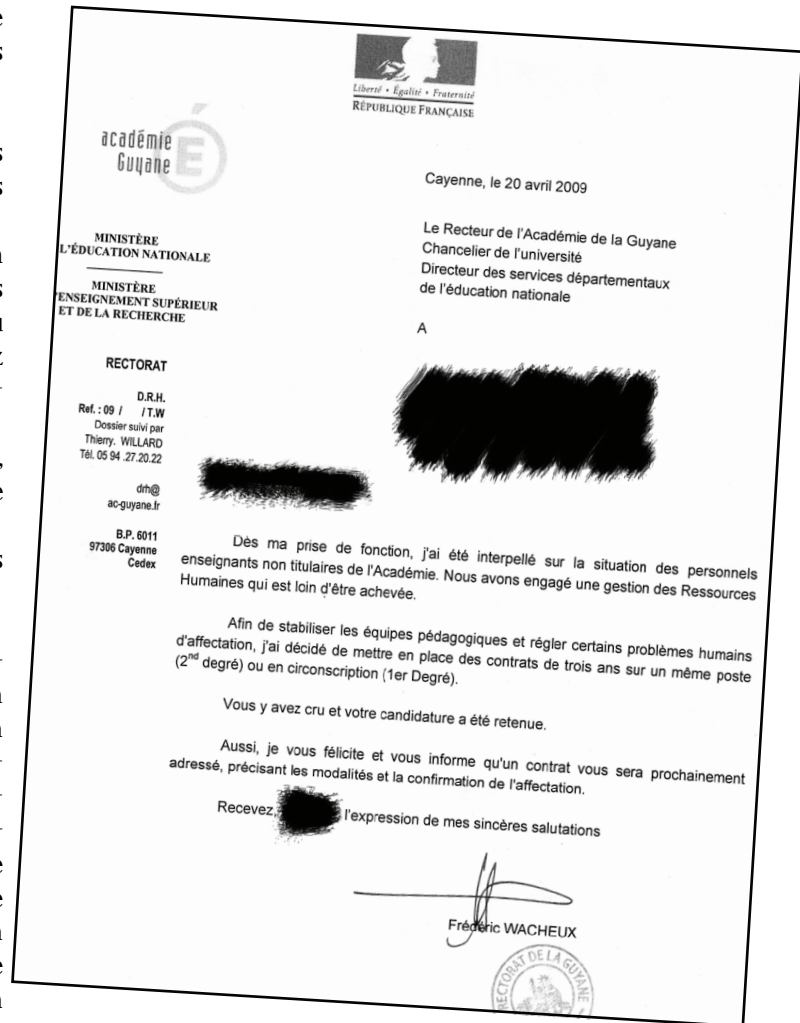 Liberté • Égalité • Fraternité
RÉPUBLIQUE FRANÇAISE
académie
Guyane
É
Cayenne, le 20 avril 2009
Le Recteur de l'Académie de la Guyane
Chancelier de l'université
Directeur des services départementaux
de l'éducation nationale
A
MINISTÈRE
L'ÉDUCATION NATIONALE
MINISTÈRE
'ENSEIGNEMENT SUPÉRIEUR
ET DE LA RECHERCHE
RECTORAT
D.R.H.
Ref. : 09 / / T.W
Dossier suivi par
Thierry. WILLARD
Tél. 05 94 .27.20.22
drh@
ac-guyane.fr
B.P. 6011
97306 Cayenne
Cedex
Dès ma prise de fonction, j'ai été interpellé sur la situation des personnels
enseignants non titulaires de l'Académie. Nous avons engagé une gestion des Ressources
Humaines qui est loin d'être achevée.
Afin de stabiliser les équipes pédagogiques et régler certains problèmes humains
d'affectation, j'ai décidé de mettre en place des contrats de trois ans sur un même poste
(2nd degré) ou en circonscription (1er Degré).
Vous y avez cru et votre candidature a été retenue.
Aussi, je vous félicite et vous informe qu'un contrat vous sera prochainement
adressé, précisant les modalités et la confirmation de l'affectation.
Recevez, l'expression de mes sincères salutations
Frédéric WACHEUX
RECTORAT DE LA GUYANE